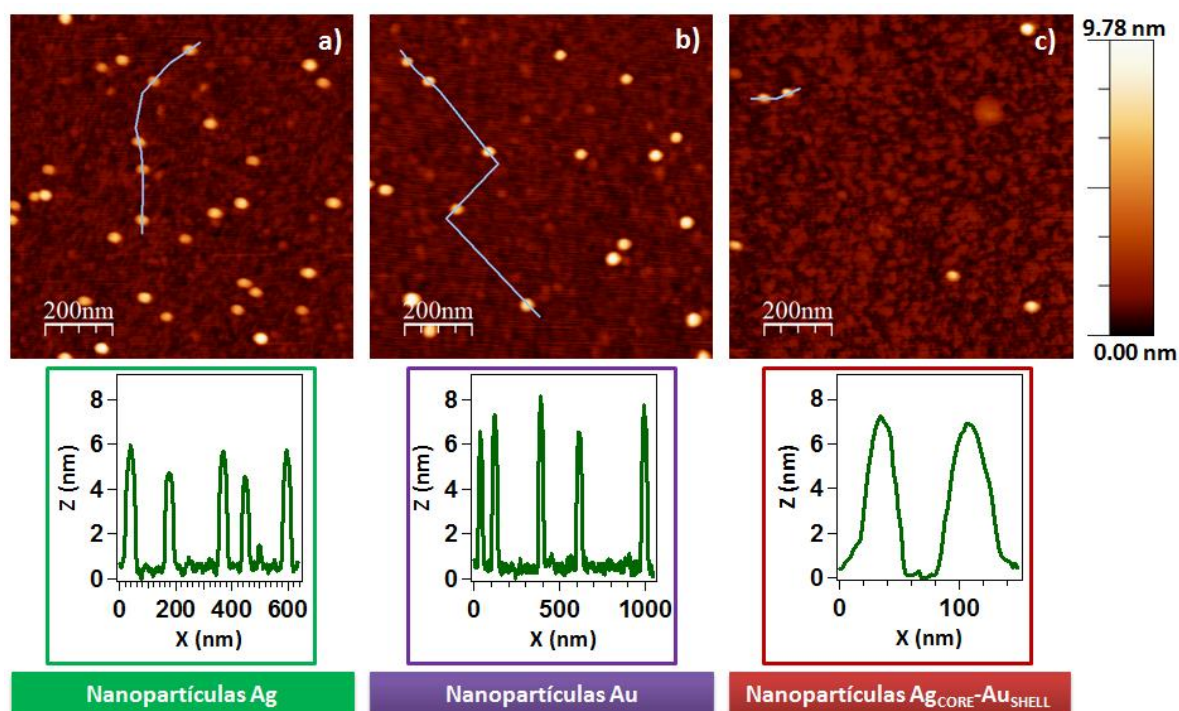 a)
b)
c)
9.78 nm
0.00 nm
200nm
200nm
200nm
8
6
4
2
0
Z (nm)
0 200 400 600
X (nm)
8
6
4
2
0
Z (nm)
0 500 1000
X (nm)
8
6
4
2
0
Z (nm)
0 100
X (nm)
Nanopartículas Ag
Nanopartículas Au
Nanopartículas AgCORE-AuSHELL